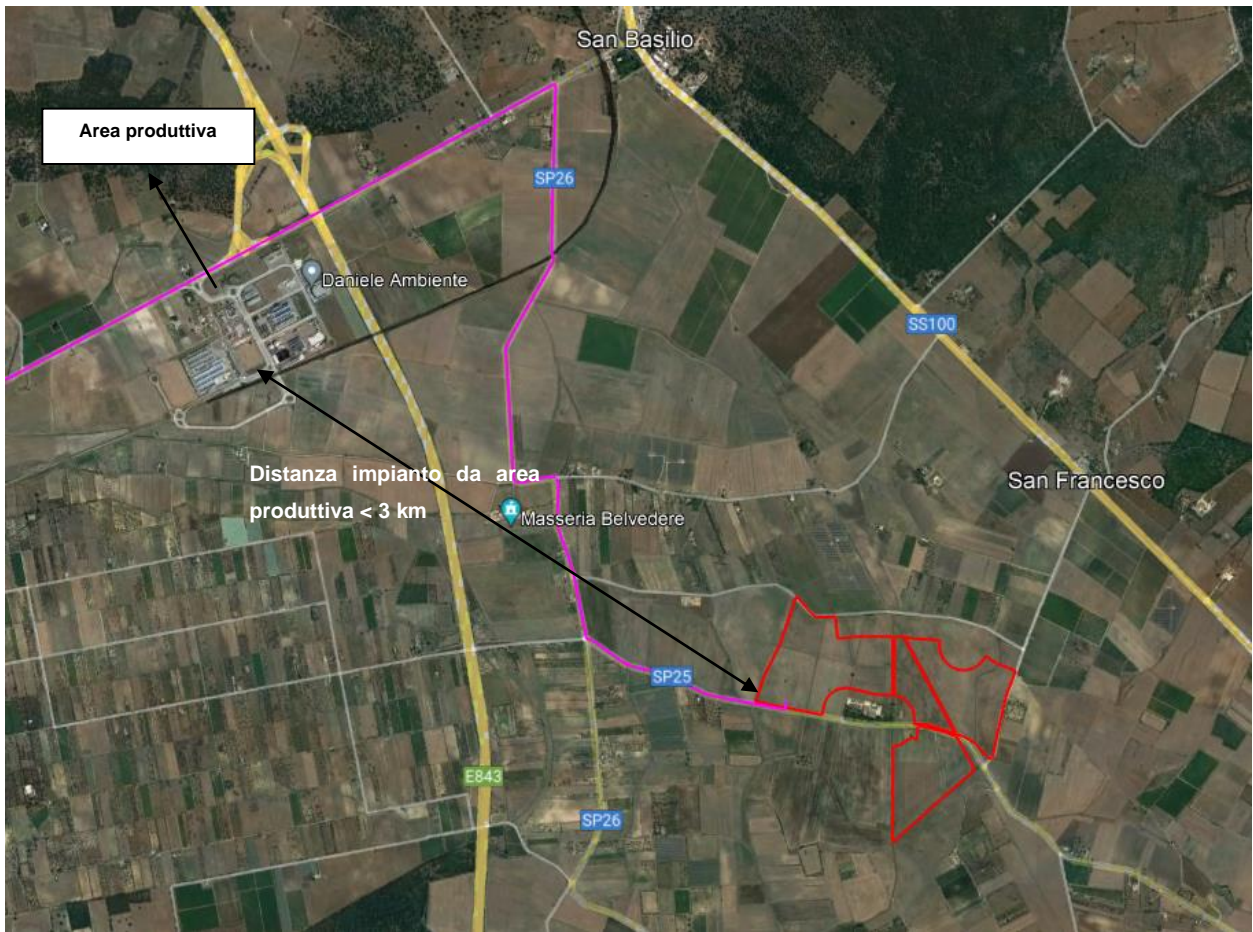 San Basilio
Area produttiva
SP26
Daniele Ambiente
SS100
Distanza impianto da area
produttiva < 3 km
San Francesco
Masseria Belvedere
SP25
E843
SP26